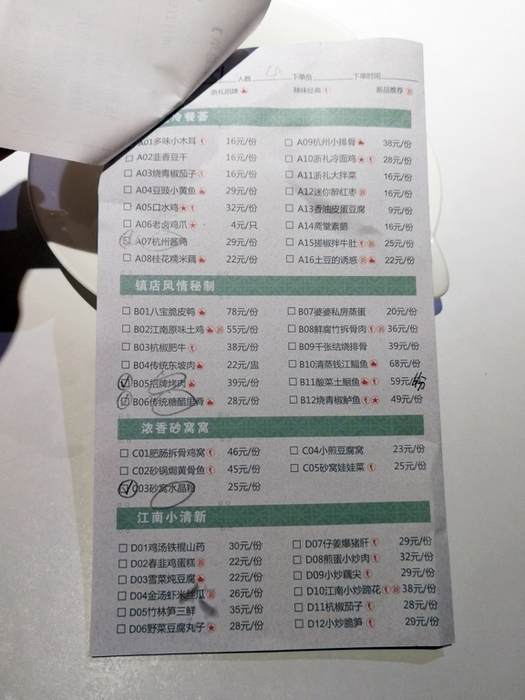 人数 下单员 下单时间
浙礼招牌 辣味经典 新品推荐
冷餐荟
A01多味小木耳 16元/份
A02韭香豆干 16元/份
A03烧青椒茄子 16元/份
A04豆豉小黄鱼 29元/份
A05口水鸡 32元/份
A06老卤鸡爪 4元/只
A07杭州酱鸭 29元/份
A08桂花糯米藕 22元/份
A09杭州小排骨 38元/份
A10浙礼冷面鸡 28元/份
A11浙礼大拌菜 16元/份
A12迷你醉红枣 16元/份
A13香油皮蛋豆腐 9元/份
A14斋堂素鹅 16元/份
A15搓椒拌牛肚 25元/份
A16土豆的诱惑 22元/份
镇店风情秘制
B01八宝脆皮鸭 78元/份
B02江南原味土鸡 55元/份
B03杭椒肥牛 38元/份
B04传统东坡肉 22元/盅
B05招牌烤肉 39元/份
B06传统糖醋里脊 28元/份
B07婆婆私房蒸蛋 20元/份
B08鲜腐竹拆骨肉 36元/份
B09千张结烧排骨 39元/份
B10清蒸钱江鲳鱼 68元/份
B11酸菜土鮰鱼 59元/份
B12烧青椒鲈鱼 49元/份
浓香砂窝窝
C01肥肠拆骨鸡窝 46元/份
C02砂锅焗黄骨鱼 45元/份
C03砂窝水晶粉 25元/份
C04小煎豆腐窝 23元/份
C05砂窝娃娃菜 25元/份
江南小清新
D01鸡汤铁棍山药 30元/份
D02春韭鸡蛋糕 22元/份
D03雪菜炖豆腐 22元/份
D04金汤虾米丝瓜 26元/份
D05竹林笋三鲜 35元/份
D06野菜豆腐丸子 28元/份
D07仔姜爆猪肝 29元/份
D08煎蛋小炒肉 32元/份
D09小炒藕尖 29元/份
D10江南小炒蹄花 38元/份
D11杭椒茄子 28元/份
D12小炒脆笋 29元/份